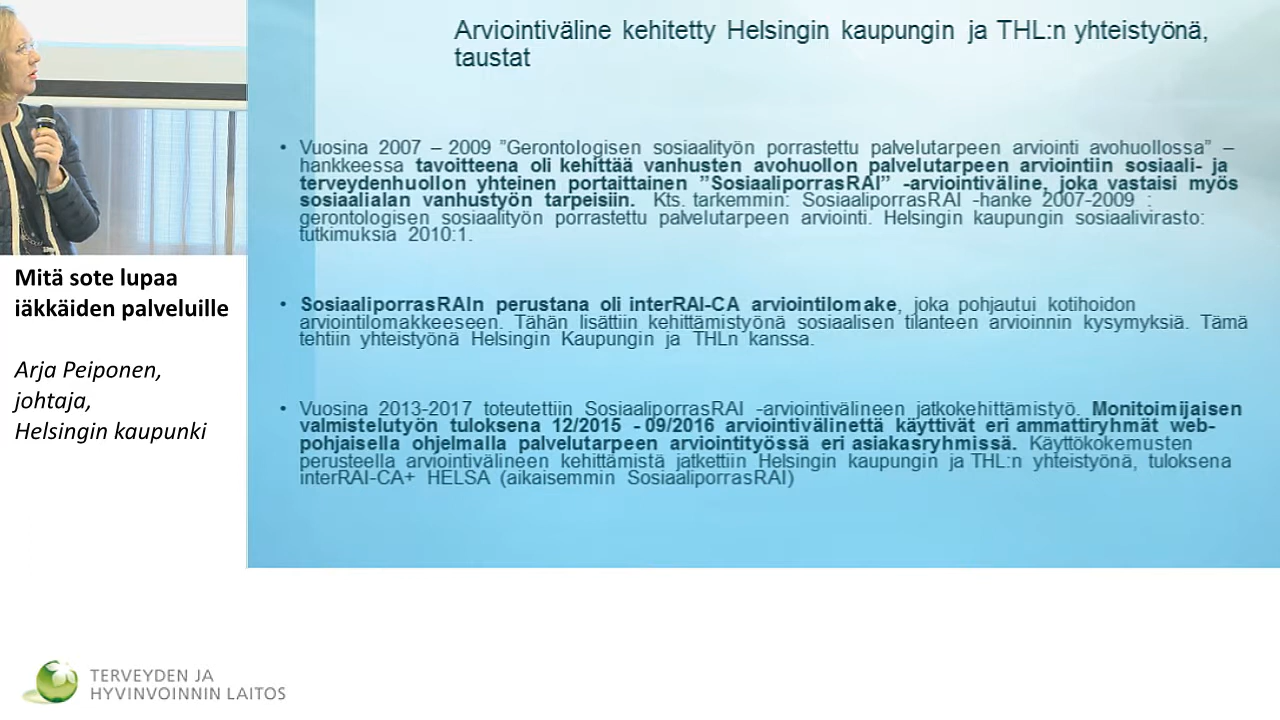 Arviointiväline kehitetty Helsingin kaupungin ja THL:n yhteistyönä,
taustat
• Vuosina 2007 – 2009 ”Gerontologisen sosiaalityön porrastettu palvelutarpeen arviointi avohuollossa” –
hankkeessa tavoitteena oli kehittää vanhusten avohuollon palvelutarpeen arviointiin sosiaali- ja
terveydenhuollon yhteinen portaittainen ”SosiaaliporrasRAI” -arviointiväline, joka vastaisi myös
sosiaalialan vanhustyön tarpeisiin. Kts. tarkemmin: SosiaaliporrasRAI -hanke 2007-2009 :
gerontologisen sosiaalityön porrastettu palvelutarpeen arviointi. Helsingin kaupungin sosiaalivirasto:
tutkimuksia 2010:1.
• SosiaaliporrasRAIn perustana oli interRAI-CA arviointilomake, joka pohjautui kotihoidon
arviointilomakkeeseen. Tähän lisättiin kehittämistyönä sosiaalisen tilanteen arvioinnin kysymyksiä. Tämä
tehtiin yhteistyönä Helsingin Kaupungin ja THLn kanssa.
• Vuosina 2013-2017 toteutettiin SosiaaliporrasRAI -arviointivälineen jatkokehittämistyö. Monitoimijaisen
valmistelutyön tuloksena 12/2015 - 09/2016 arviointivälinettä käyttivät eri ammattiryhmät web-
pohjaisella ohjelmalla palvelutarpeen arviointityössä eri asiakasryhmissä. Käyttökokemusten
perusteella arviointivälineen kehittämistä jatkettiin Helsingin kaupungin ja THL:n yhteistyönä, tuloksena
interRAI-CA+ HELSA (aikaisemmin SosiaaliporrasRAI)
Mitä sote lupaa
iäkkäiden palveluille
Arja Peiponen,
johtaja,
Helsingin kaupunki
TERVEYDEN JA
HYVINVOINNIN LAITOS